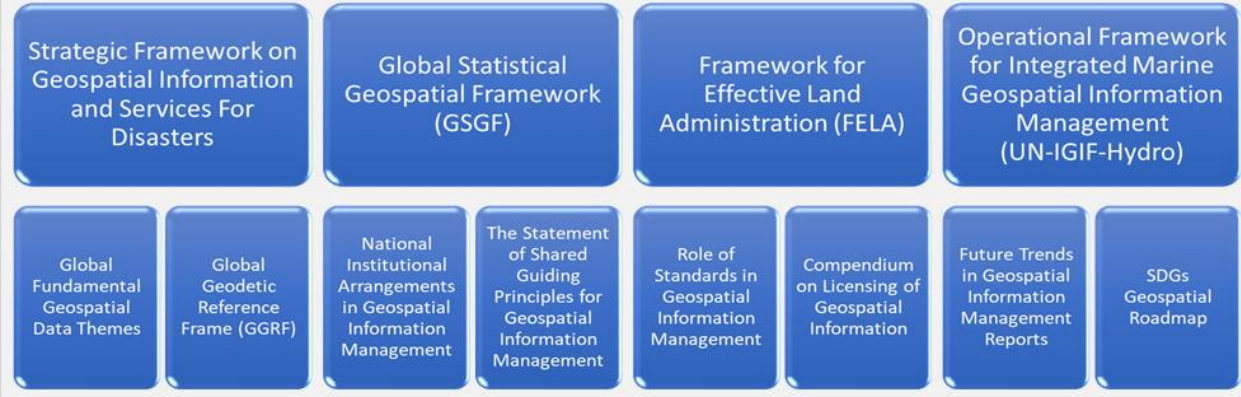 Strategic Framework on
Geospatial Information
and Services For
Disasters
Global Statistical
Geospatial Framework
(GSGF)
Framework for
Effective Land
Administration (FELA)
Operational Framework
for Integrated Marine
Geospatial Information
Management
(UN-IGIF-Hydro)
Global
Fundamental
Geospatial
Data Themes
Global
Geodetic
Reference
Frame (GGRF)
National
Institutional
Arrangements
in Geospatial
Information
Management
The Statement
of Shared
Guiding
Principles for
Geospatial
Information
Management
Role of
Standards in
Geospatial
Information
Management
Compendium
on Licensing of
Geospatial
Information
Future Trends
in Geospatial
Information
Management
Reports
SDGs
Geospatial
Roadmap